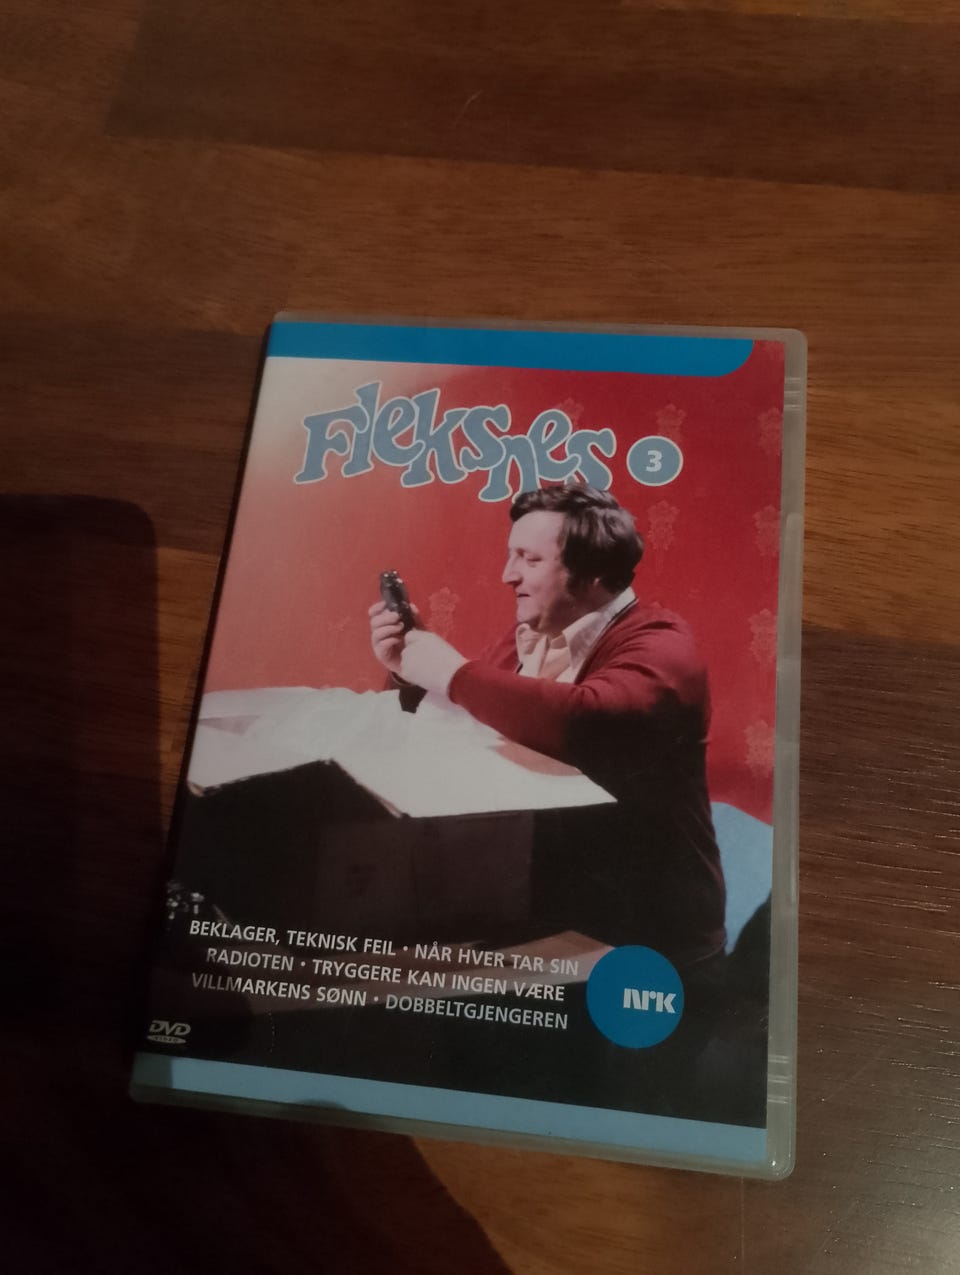 Fleksnes 3
BEKLAGER, TEKNISK FEIL • NÅR HVER TAR SIN
RADIOTEN • TRYGGERE KAN INGEN VÆRE
VILLMARKENS SØNN • DOBBELTGJENGEREN
NRK
DVD
VIDEO